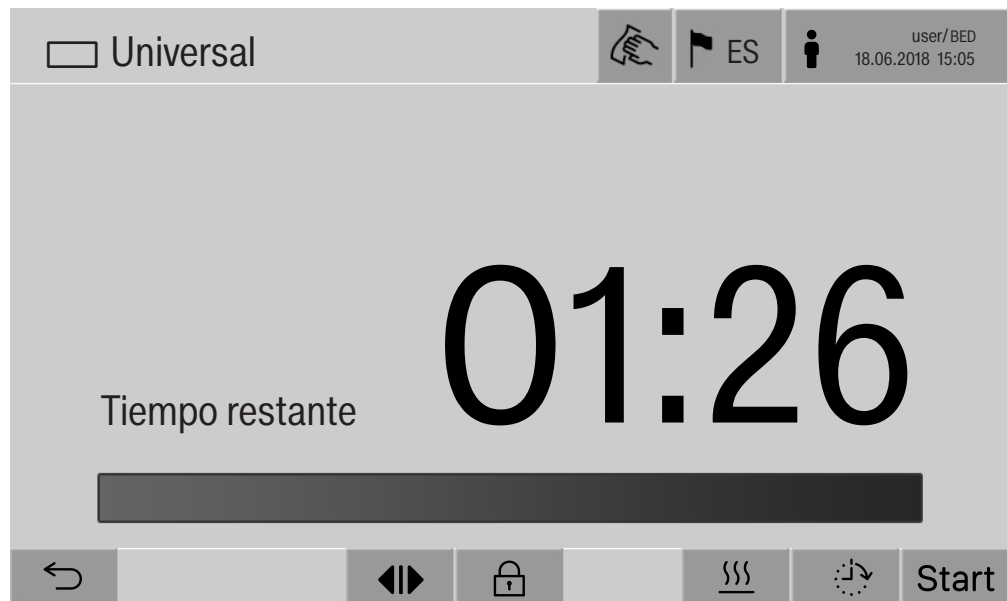 Universal
ES
user/BED
18.06.2018 15:05
01:26
Tiempo restante
Start